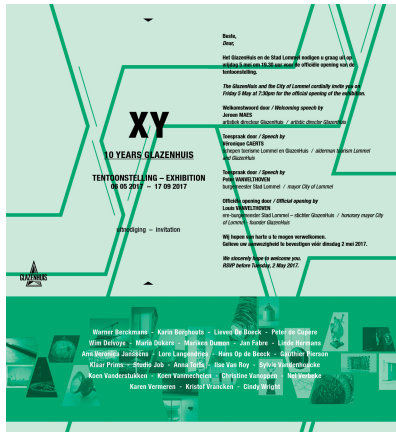 XY
10 YEARS GLAZENHUIS
TENTOONSTELLING – EXHIBITION
06 05 2017 – 17 09 2017
uitnodiging – invitation
GLAZENHUIS
Beste,
Dear,
Het GlazenHuis en de Stad Lommel nodigen u graag uit op
vrijdag 5 mei om 19.30 uur voor de officiële opening van de
tentoonstelling.
The GlazenHuis and the City of Lommel cordially invite you on
Friday 5 May at 7:30pm for the official opening of the exhibition.
Welkomstwoord door / Welcoming speech by
Jeroen MAES
artistiek directeur GlazenHuis / artistic director GlazenHuis
Toespraak door / Speech by
Véronique CAERTS
schepen toerisme Lommel en GlazenHuis / alderman tourism Lommel
and GlazenHuis
Toespraak door / Speech by
Peter VANVELTHOVEN
burgemeester Stad Lommel / mayor City of Lommel
Officiële opening door / Official opening by
Louis VANVELTHOVEN
ere-burgemeester Stad Lommel – stichter GlazenHuis / honorary mayor City
of Lommel – founder GlazenHuis
Wij hopen van harte u te mogen verwelkomen.
Gelieve uw aanwezigheid te bevestigen vóór dinsdag 2 mei 2017.
We sincerely hope to welcome you.
RSVP before Tuesday, 2 May 2017.
Warner Berckmans - Karin Borghouts - Lieven De Boeck - Peter de Cupere
Wim Delvoye - Maria Dukers - Mariken Dumon - Jan Fabre - Linde Hermans
Ann Veronica Janssens - Lore Langendries - Hans Op de Beeck - Gauthier Pierson
Klaar Prims - Studio Job - Anna Torfs - Ilse Van Roy - Sylvie Vandenhoucke
Koen Vanderstukken - Koen Vanmechelen - Christine Vanoppen - Nel Verbeke
Karen Vermeren - Kristof Vrancken - Cindy Wright